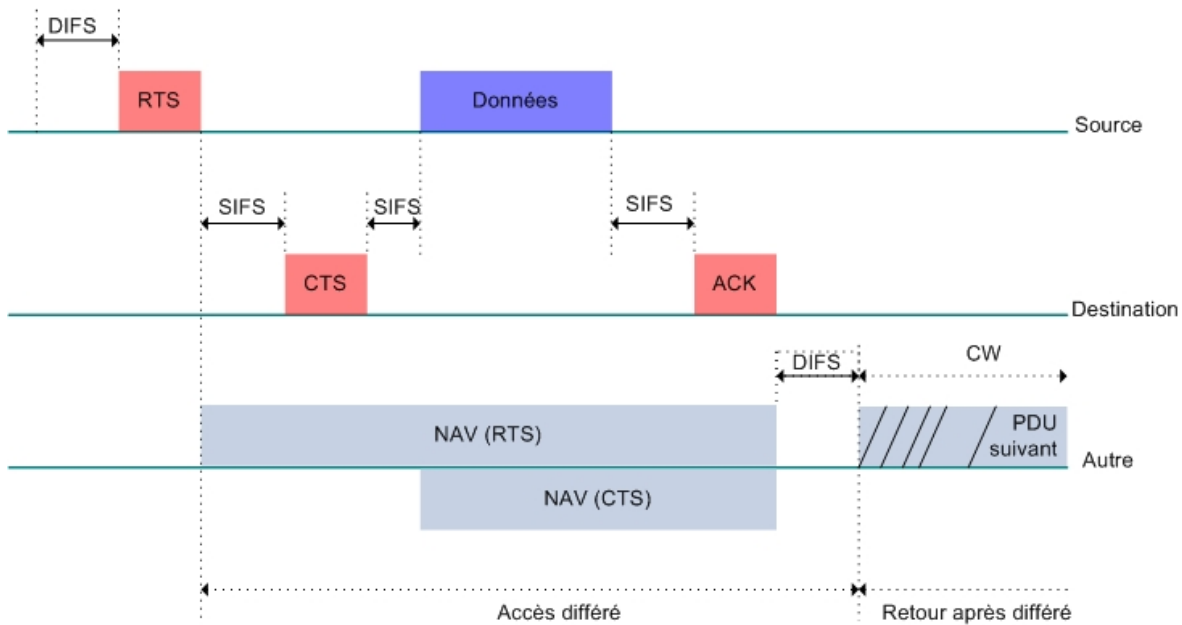 DIFS
RTS
Données
Source
SIFS
SIFS
SIFS
CTS
ACK
Destination
DIFS
CW
NAV (RTS)
PDU
suivant
Autre
NAV (CTS)
Accès différé
Retour après différé